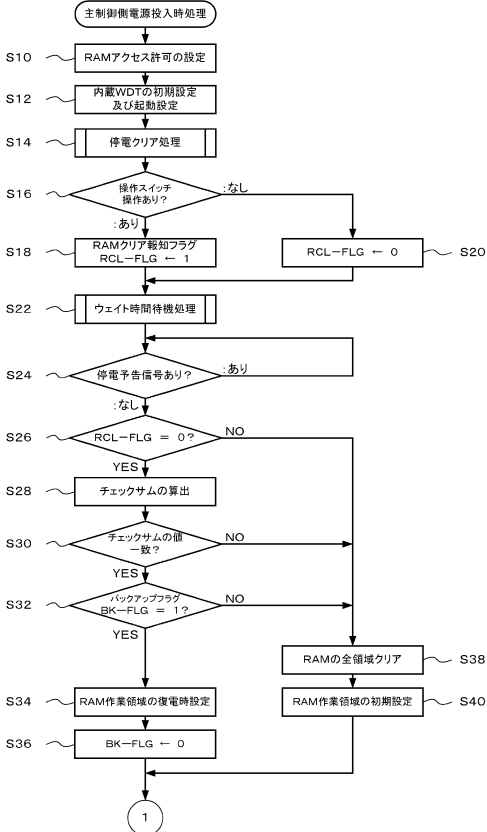 主制御側電源投入時処理
S10
RAMアクセス許可の設定
S12
内蔵WDTの初期設定
及び起動設定
S14
停電クリア処理
S16
操作スイッチ
操作あり?
:なし
:あり
S18
RAMクリア報知フラグ
RCL-FLG ← 1
RCL-FLG ← 0
S20
S22
ウェイト時間待機処理
S24
停電予告信号あり?
:あり
:なし
S26
RCL-FLG = 0?
NO
YES
S28
チェックサムの算出
S30
チェックサムの値
一致?
NO
YES
S32
バックアップフラグ
BK-FLG = 1?
NO
YES
RAMの全領域クリア
S38
S34
RAM作業領域の復電時設定
RAM作業領域の初期設定
S40
S36
BK-FLG ← 0
1